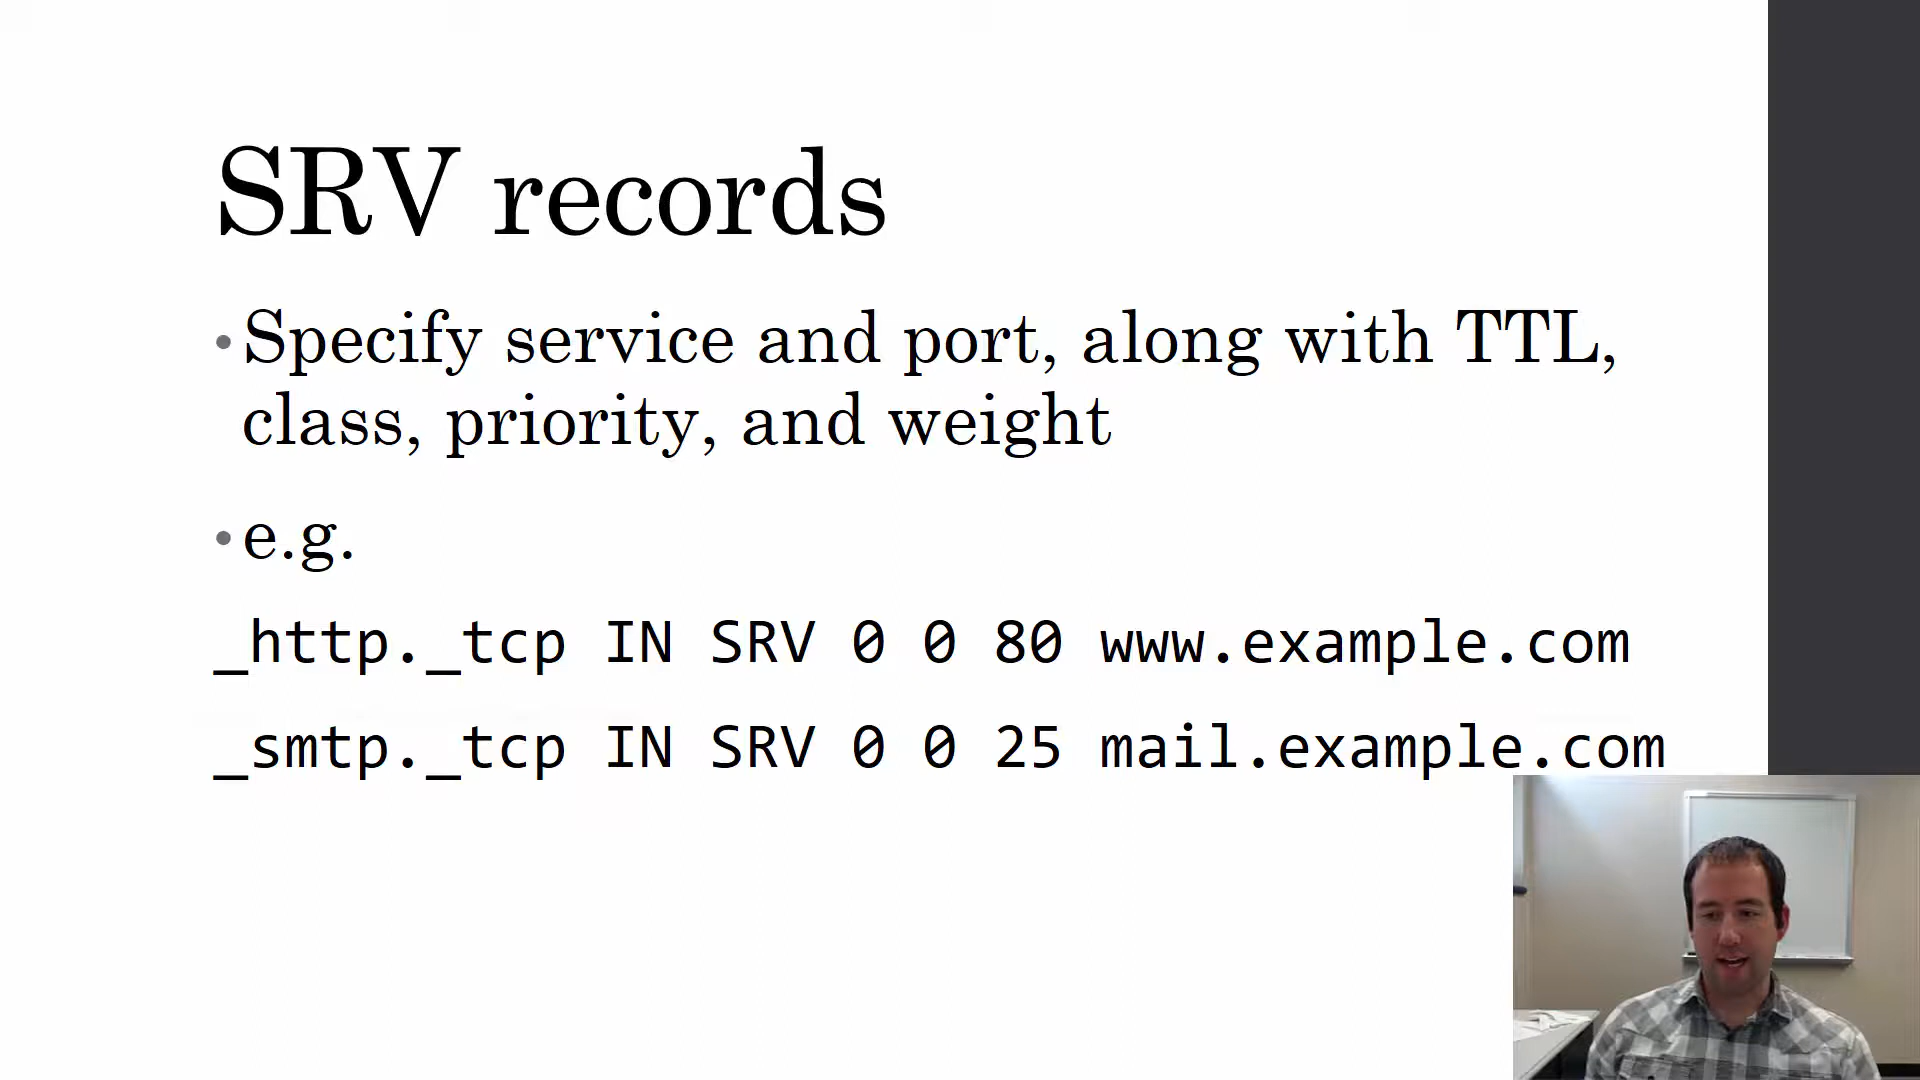 SRV records
• Specify service and port, along with TTL,
class, priority, and weight
• e.g.
_http._tcp IN SRV 0 0 80 www.example.com
_smtp._tcp IN SRV 0 0 25 mail.example.com